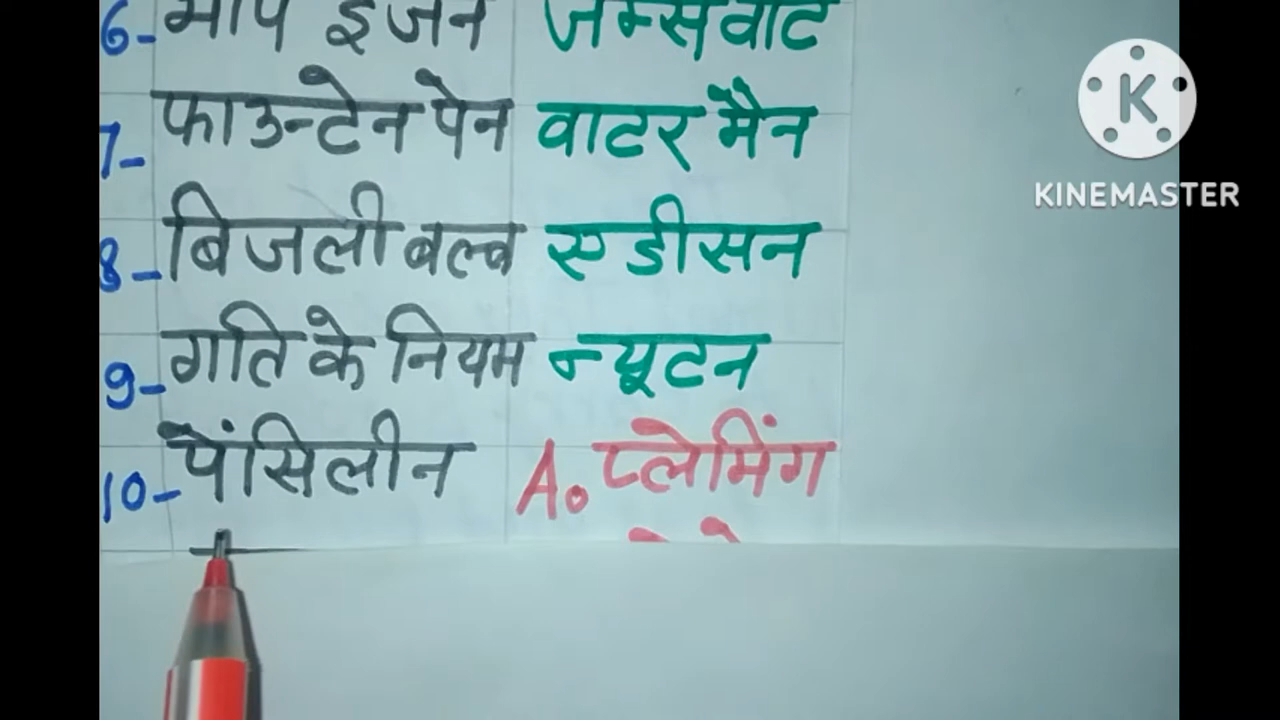 6- भाप इंजन जेम्सवाट
7- फाउन्टेन पेन वाटर मैन
8- बिजली बल्ब एडीसन
9- गति के नियम न्यूटन
10- पेंसिलीन A. प्लेमिंग
K
KINEMASTER